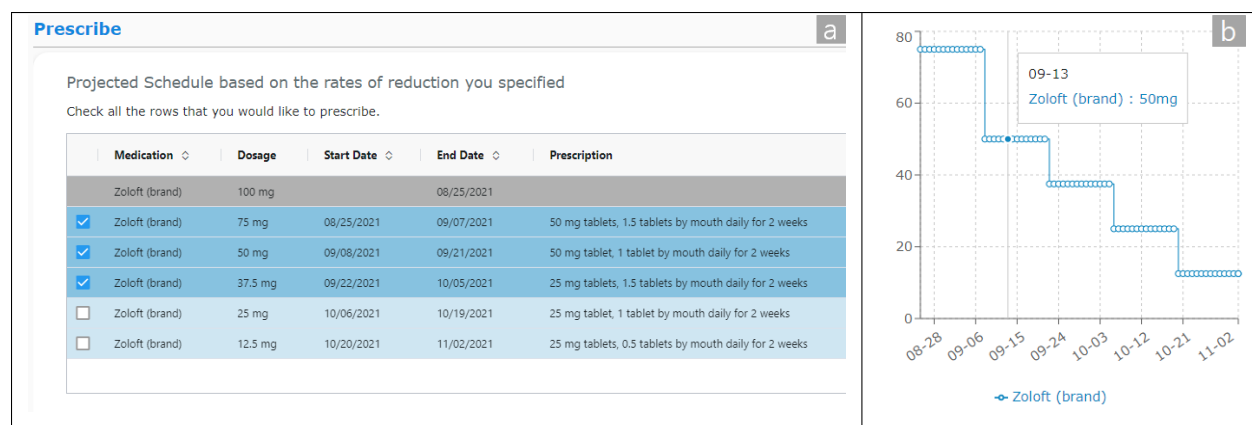 Prescribe
a
Projected Schedule based on the rates of reduction you specified
Check all the rows that you would like to prescribe.
Medication Dosage Start Date End Date Prescription
Zoloft (brand) 100 mg 08/25/2021
Zoloft (brand) 75 mg 08/25/2021 09/07/2021 50 mg tablets, 1.5 tablets by mouth daily for 2 weeks
Zoloft (brand) 50 mg 09/08/2021 09/21/2021 50 mg tablet, 1 tablet by mouth daily for 2 weeks
Zoloft (brand) 37.5 mg 09/22/2021 10/05/2021 25 mg tablets, 1.5 tablets by mouth daily for 2 weeks
Zoloft (brand) 25 mg 10/06/2021 10/19/2021 25 mg tablet, 1 tablet by mouth daily for 2 weeks
Zoloft (brand) 12.5 mg 10/20/2021 11/02/2021 25 mg tablets, 0.5 tablets by mouth daily for 2 weeks
b
80
60
40
20
0
09-13
Zoloft (brand) : 50mg
08-28 09-06 09-15 09-24 10-03 10-12 10-21 11-02
Zoloft (brand)